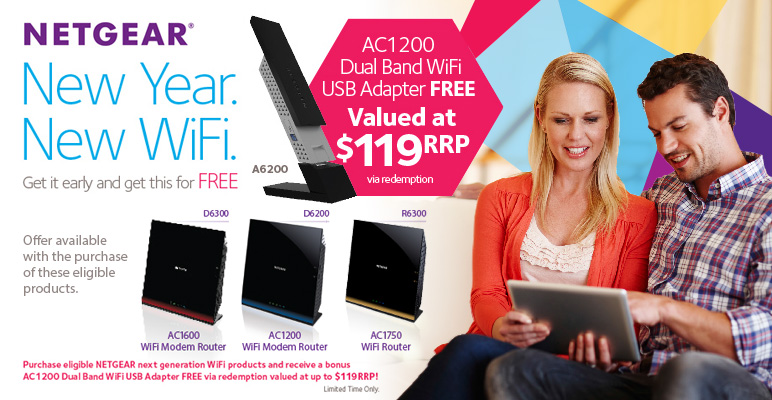 NETGEAR®
New Year.
New WiFi.
Get it early and get this for FREE
A6200
AC1200
Dual Band WiFi
USB Adapter FREE
Valued at
$119RRP
via redemption
Offer available
with the purchase
of these eligible
products.
D6300
D6200
R6300
AC1600
WiFi Modem Router
AC1200
WiFi Modem Router
AC1750
WiFi Router
Purchase eligible NETGEAR next generation WiFi products and receive a bonus
AC1200 Dual Band WiFi USB Adapter FREE via redemption valued at up to $119RRP!
Limited Time Only.